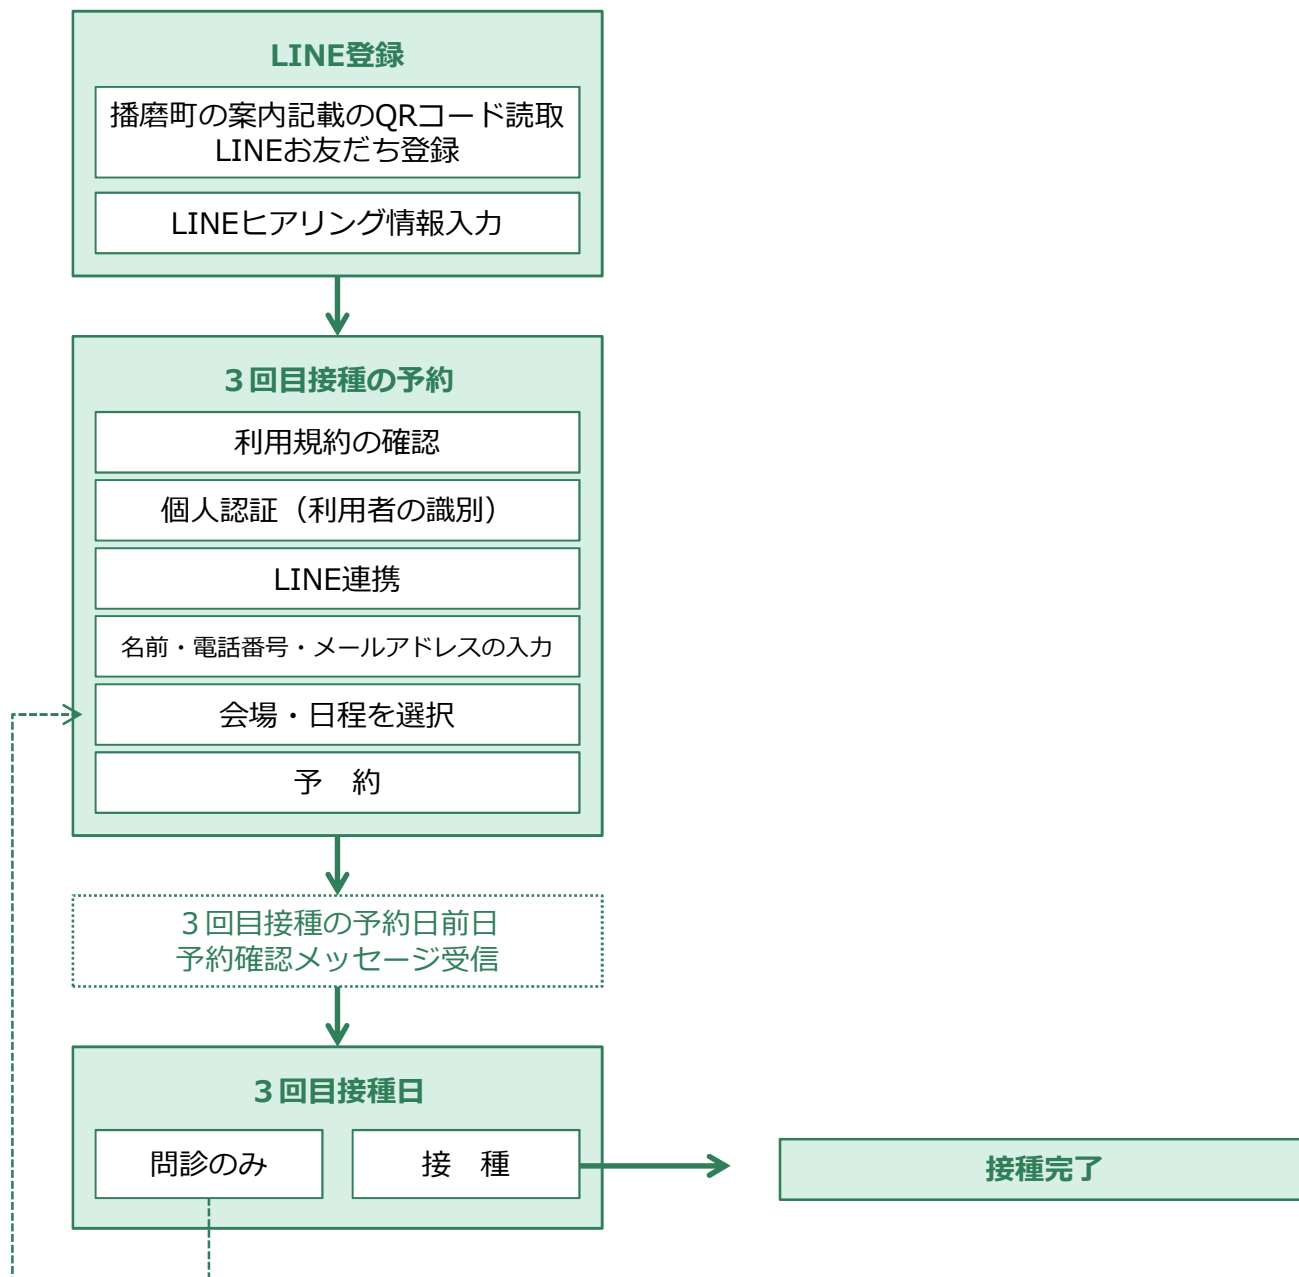 LINE登録
播磨町の案内記載のQRコード読取
LINEお友だち登録
LINEヒアリング情報入力
３回目接種の予約
利用規約の確認
個人認証（利用者の識別）
LINE連携
名前・電話番号・メールアドレスの入力
会場・日程を選択
予　約
３回目接種の予約日前日
予約確認メッセージ受信
３回目接種日
問診のみ
接　種
接種完了